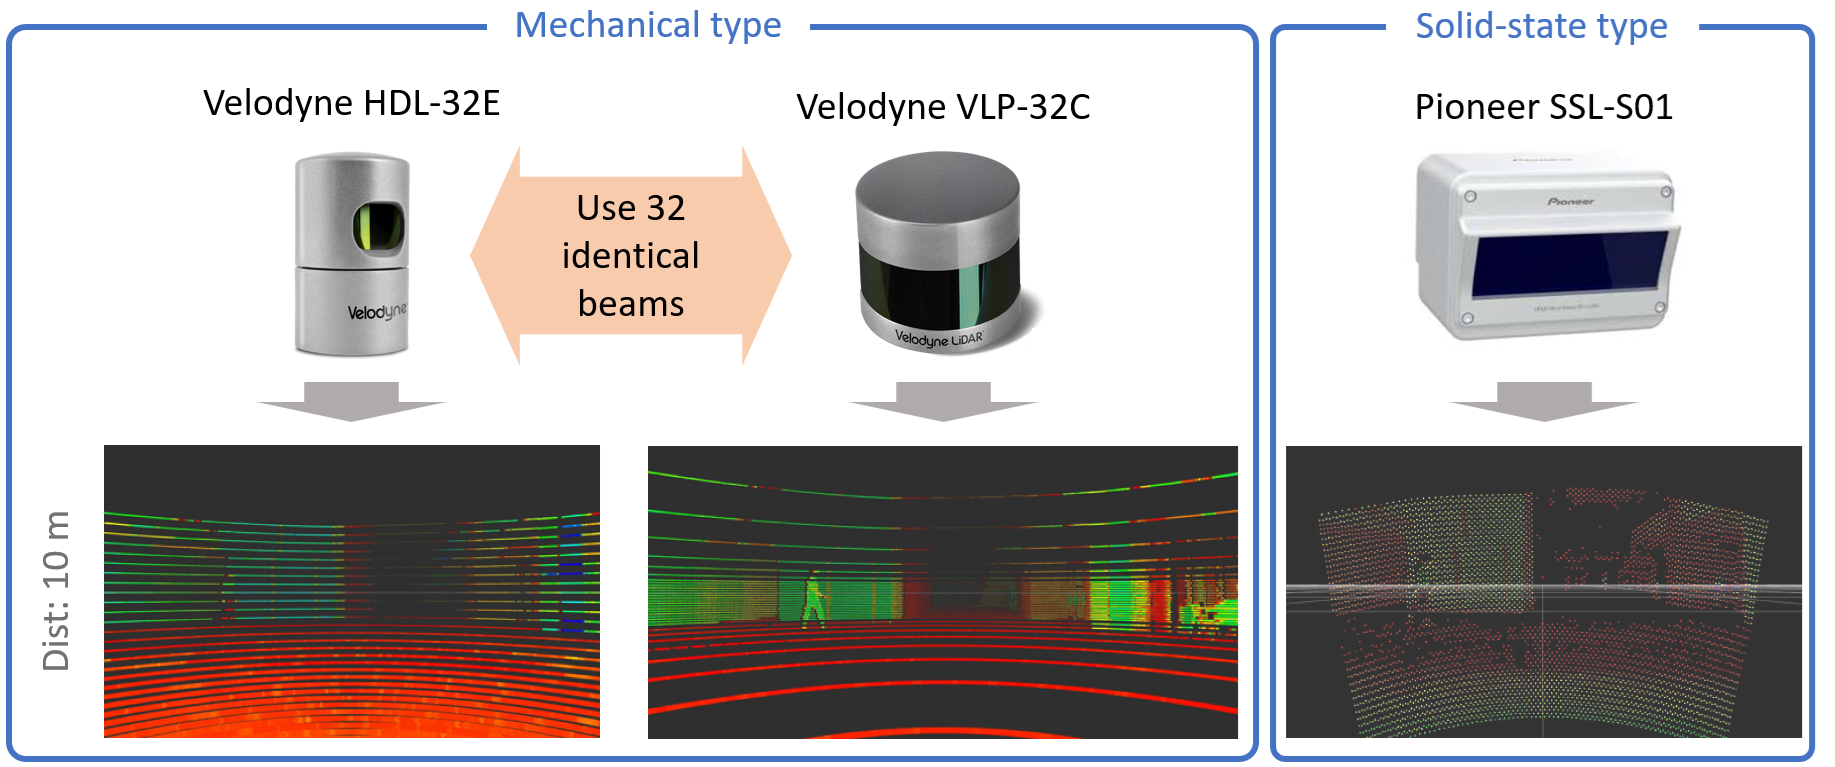 Mechanical type
Solid-state type
Velodyne HDL-32E
Velodyne VLP-32C
Pioneer SSL-S01
Use 32
identical
beams
Velodyne
Velodyne LiDAR
Pioneer
Pioneer
Dist: 10 m